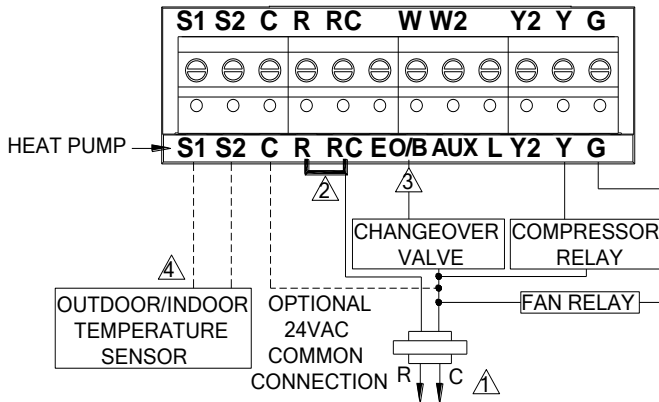 S1 S2 C R RC W W2 Y2 Y G
HEAT PUMP
S1 S2 C R RC E O/B AUX L Y2 Y G
2
3
4
CHANGEOVER
VALVE
COMPRESSOR
RELAY
OUTDOOR/INDOOR
TEMPERATURE
SENSOR
OPTIONAL
24VAC
COMMON
CONNECTION
FAN RELAY
R C
1